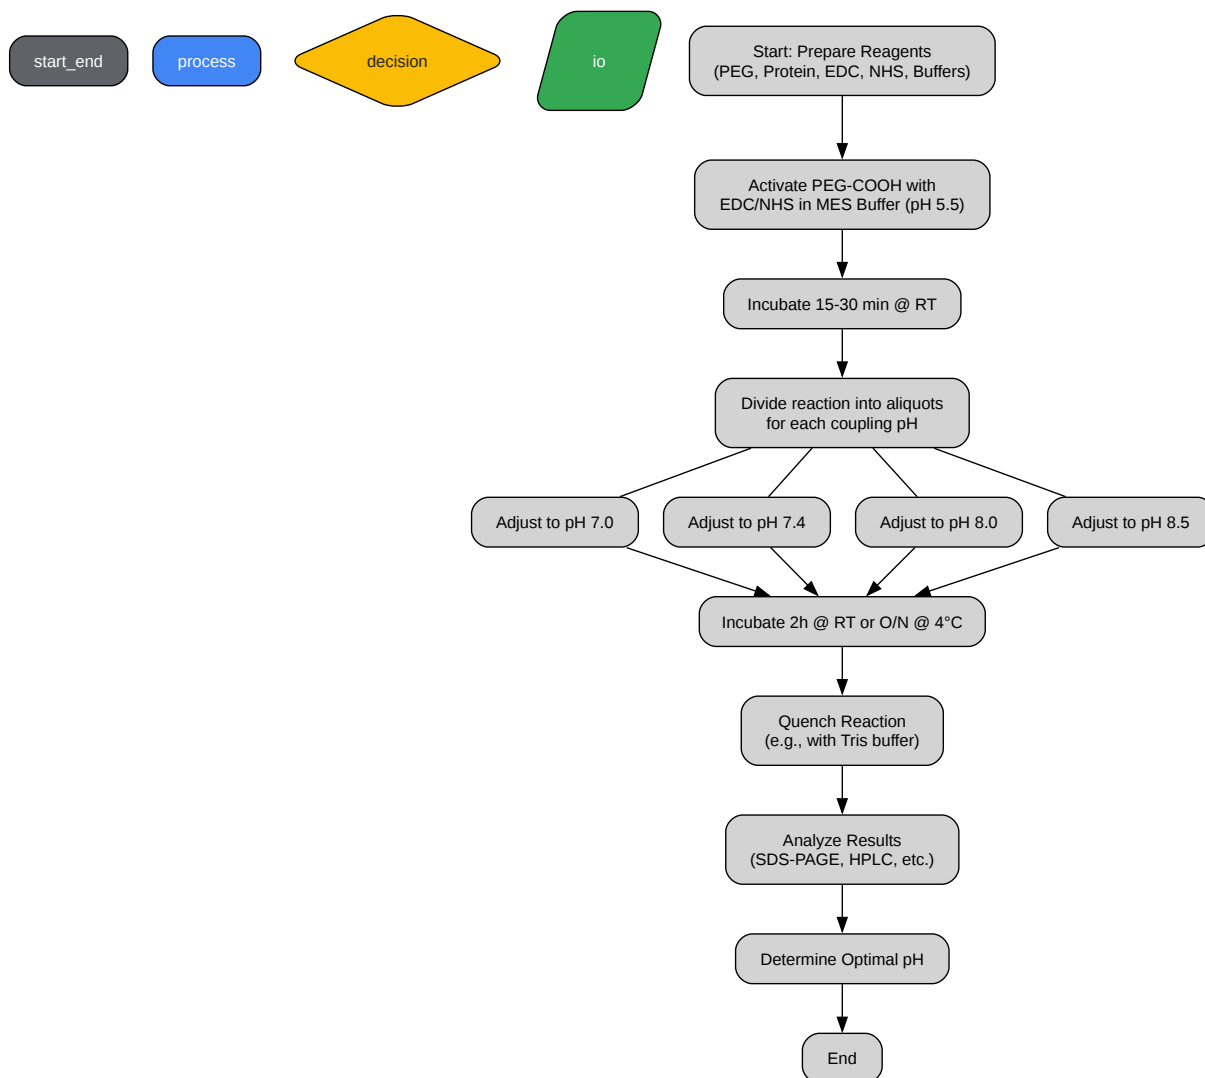 start_end
process
decision
io
Start: Prepare Reagents
(PEG, Protein, EDC, NHS, Buffers)
Activate PEG-COOH with
EDC/NHS in MES Buffer (pH 5.5)
Incubate 15-30 min @ RT
Divide reaction into aliquots
for each coupling pH
Adjust to pH 7.0
Adjust to pH 7.4
Adjust to pH 8.0
Adjust to pH 8.5
Incubate 2h @ RT or O/N @ 4°C
Quench Reaction
(e.g., with Tris buffer)
Analyze Results
(SDS-PAGE, HPLC, etc.)
Determine Optimal pH
End